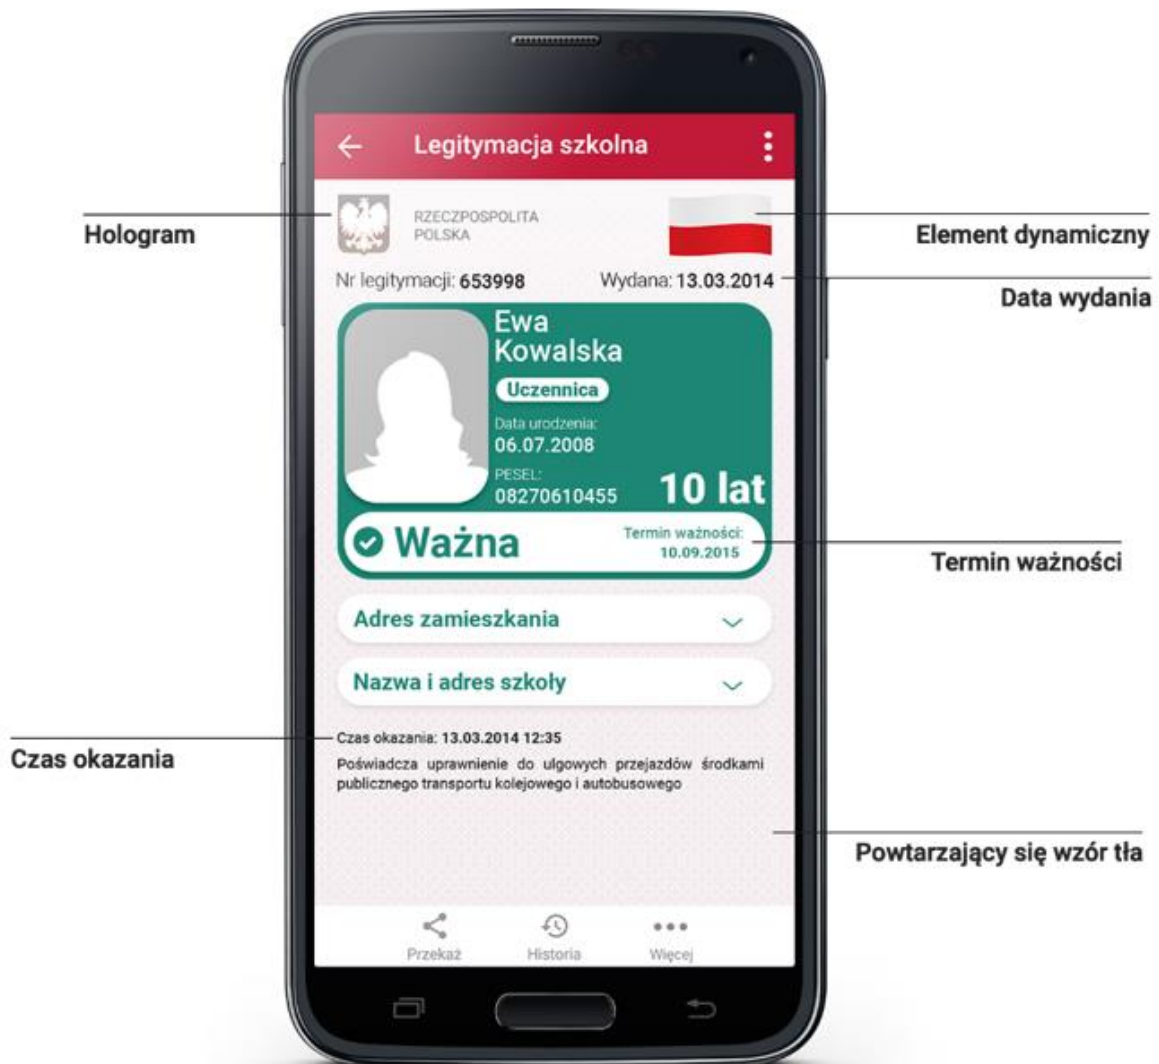 Legitymacja szkolna
Hologram
RZECZPOSPOLITA
POLSKA
Element dynamiczny
Nr legitymacji: 653998
Wydana: 13.03.2014
Data wydania
Ewa
Kowalska
Uczennica
Data urodzenia:
06.07.2008
PESEL:
08270610455
10 lat
Ważna
Termin ważności:
10.09.2015
Termin ważności
Adres zamieszkania
Nazwa i adres szkoły
Czas okazania: 13.03.2014 12:35
Czas okazania
Poświadcza uprawnienie do ulgowych przejazdów środkami
publicznego transportu kolejowego i autobusowego
Powtarzający się wzór tła
Przekaż
Historia
Więcej